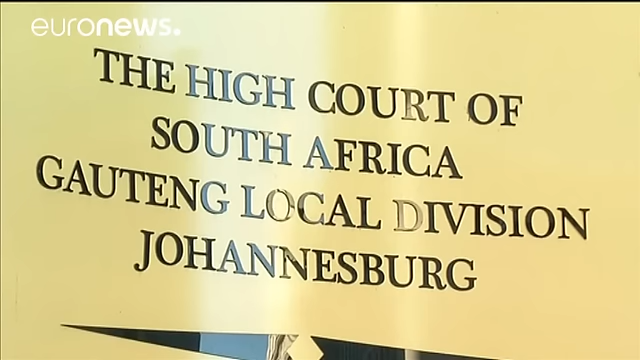 euronews.
THE HIGH COURT OF
SOUTH AFRICA
GAUTENG LOCAL DIVISION
JOHANNESBURG